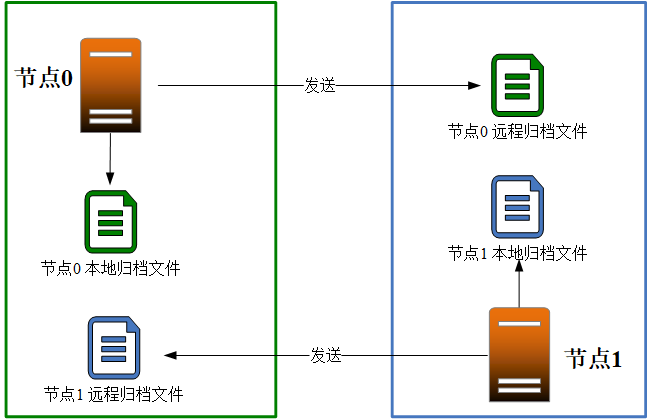 节点0
发送
节点0 远程归档文件
节点1 本地归档文件
节点0 本地归档文件
发送
节点1
节点1 远程归档文件